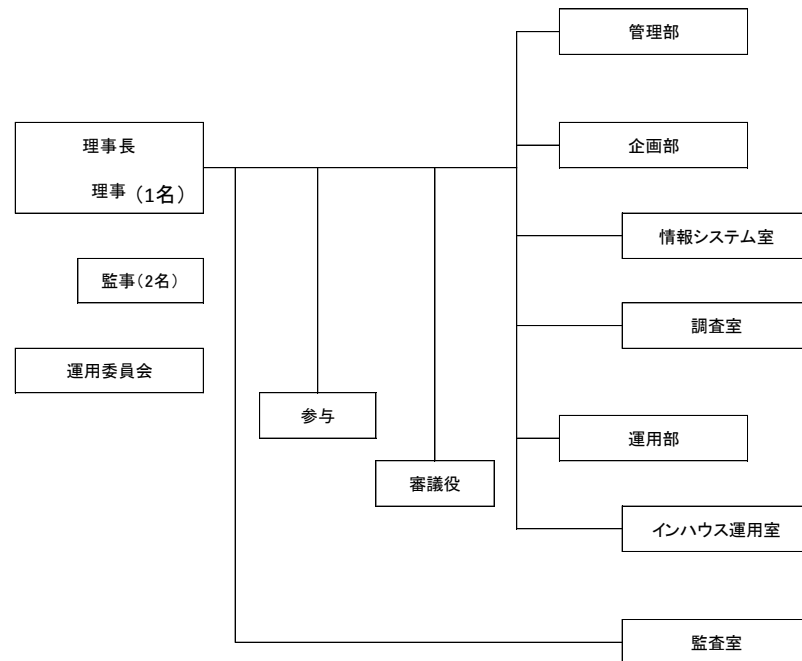 管理部
理事長
理事（1名）
企画部
情報システム室
監事（2名）
調査室
運用委員会
参与
運用部
審議役
インハウス運用室
監査室